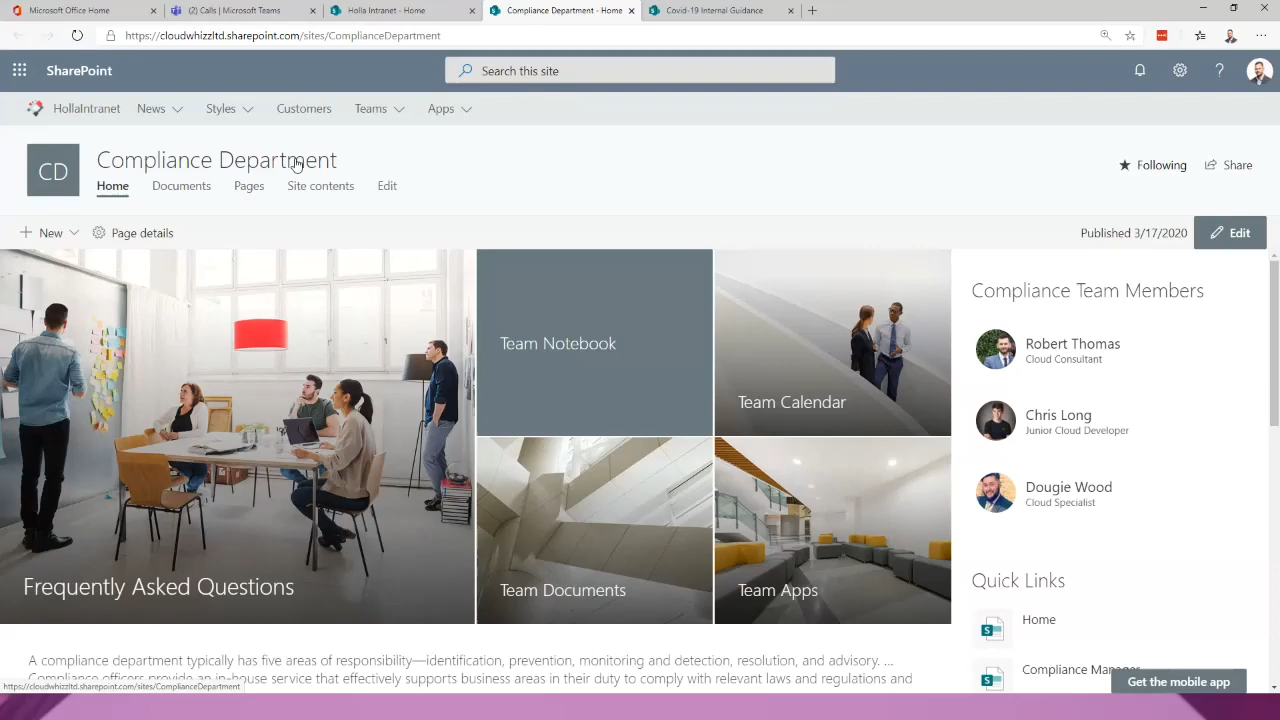 Microsoft Office Home
(2) Calls | Microsoft Teams
Holla Intranet - Home
Compliance Department - Home
Covid-19 Internal Guidance
https://cloudwhizzltd.sharepoint.com/sites/ComplianceDepartment
SharePoint
Search this site
HollaIntranet
News
Styles
Customers
Teams
Apps
CD
Compliance Department
Home
Documents
Pages
Site contents
Edit
Following
Share
New
Page details
Published 3/17/2020
Edit
Frequently Asked Questions
Team Notebook
Team Calendar
Team Documents
Team Apps
Compliance Team Members
Robert Thomas
Cloud Consultant
Chris Long
Junior Cloud Developer
Dougie Wood
Cloud Specialist
Quick Links
Home
Compliance Manager
Get the mobile app
A compliance department typically has five areas of responsibility—identification, prevention, monitoring and detection, resolution, and advisory. ...
Compliance officers provide an in-house service that effectively supports business areas in their duty to comply with relevant laws and regulations and
https://cloudwhizzltd.sharepoint.com/sites/ComplianceDepartment